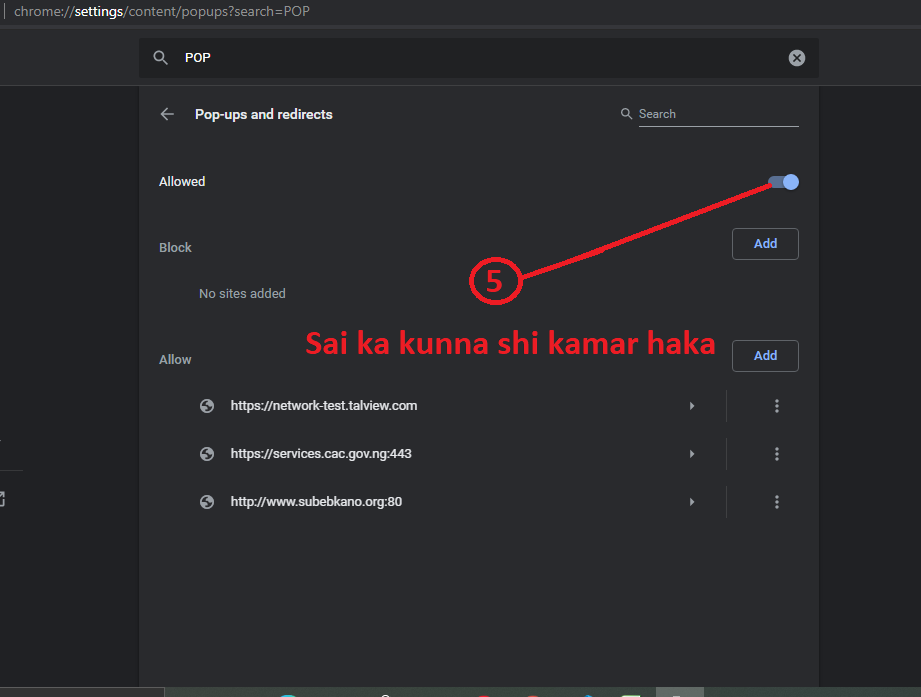 chrome://settings/content/popups?search=POP
POP
Pop-ups and redirects
Search
Allowed
Block
Add
5
No sites added
Sai ka kunna shi kamar haka
Allow
Add
https://network-test.talview.com
https://services.cac.gov.ng:443
http://www.subebkano.org:80